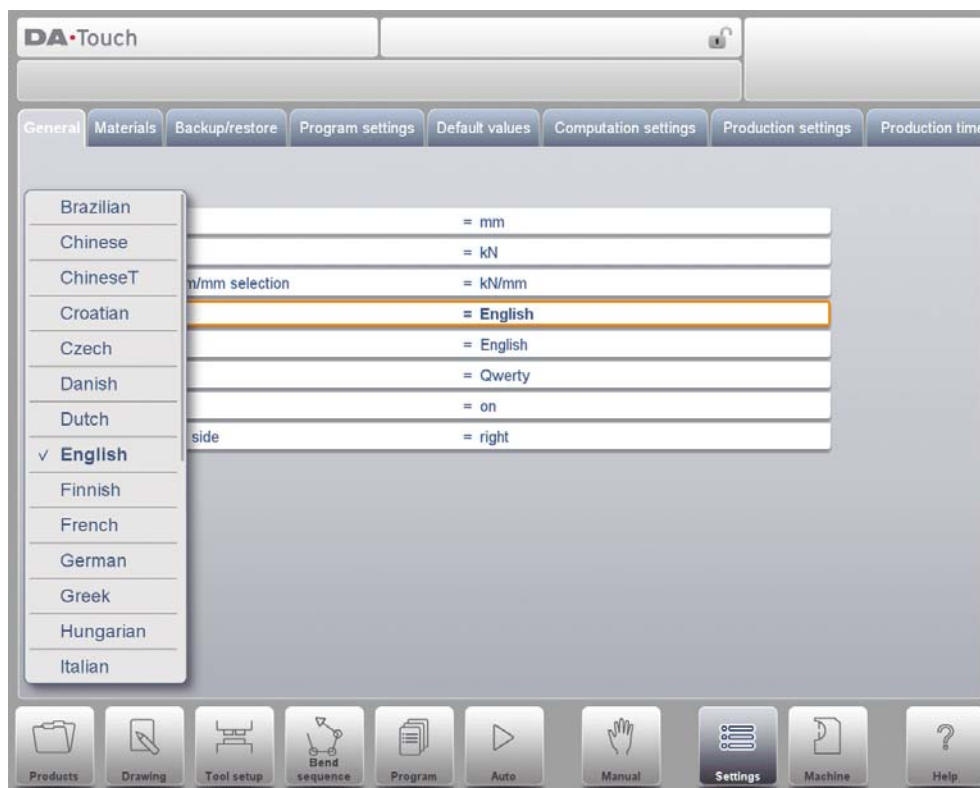 DA•Touch
General Materials Backup/restore Program settings Default values Computation settings Production settings Production time
Brazilian
= mm
Chinese
= kN
ChineseT
m/mm selection = kN/mm
Croatian
= English
Czech
= English
Danish
= Qwerty
Dutch
= on
side = right
✓ English
Finnish
French
German
Greek
Hungarian
Italian
Products Drawing Tool setup Bend sequence Program Auto Manual Settings Machine Help